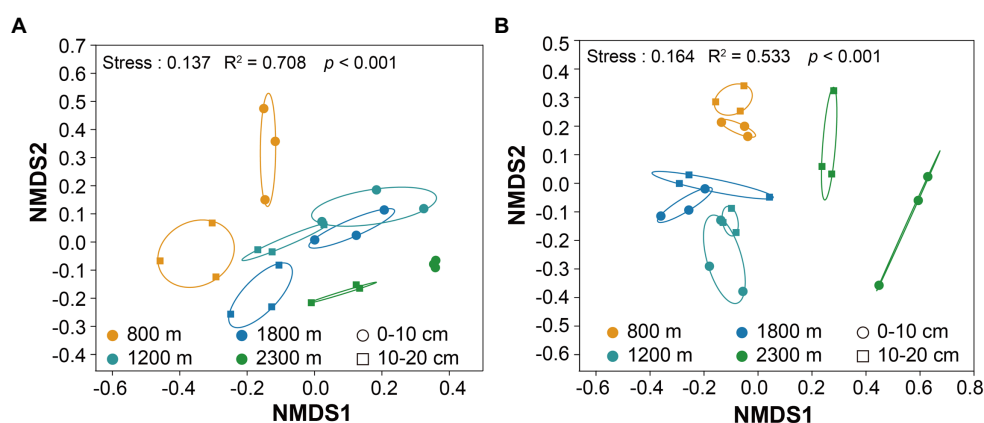 A
Stress : 0.137 R² = 0.708 p < 0.001
NMDS2
0.7
0.6
0.5
0.4
0.3
0.2
0.1
0.0
-0.1
-0.2
-0.3
-0.4
800 m 1800 m 0-10 cm
1200 m 2300 m 10-20 cm
-0.6 -0.4 -0.2 0.0 0.2 0.4
NMDS1
B
Stress : 0.164 R² = 0.533 p < 0.001
NMDS2
0.5
0.4
0.3
0.2
0.1
0.0
-0.1
-0.2
-0.3
-0.4
-0.5
-0.6
800 m 1800 m 0-10 cm
1200 m 2300 m 10-20 cm
-0.6 -0.4 -0.2 0.0 0.2 0.4 0.6 0.8
NMDS1